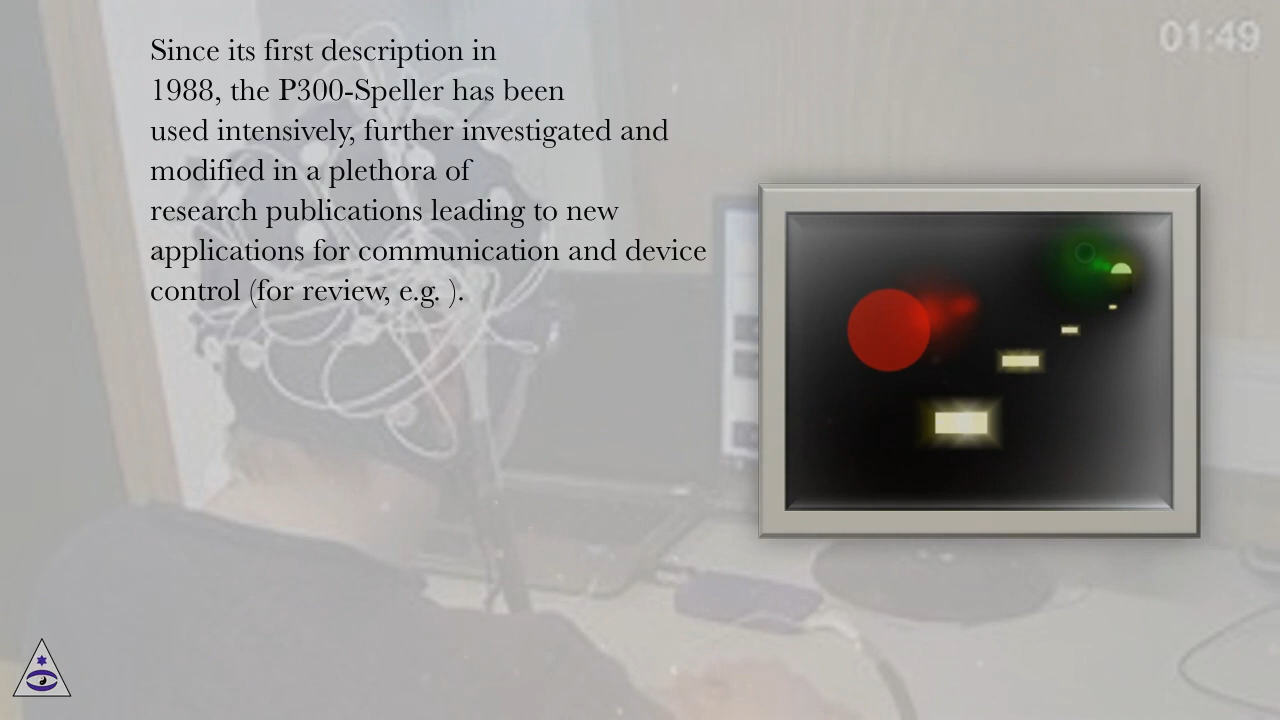 Since its first description in
1988, the P300-Speller has been
used intensively, further investigated and
modified in a plethora of
research publications leading to new
applications for communication and device
control (for review, e.g. ).
01:49